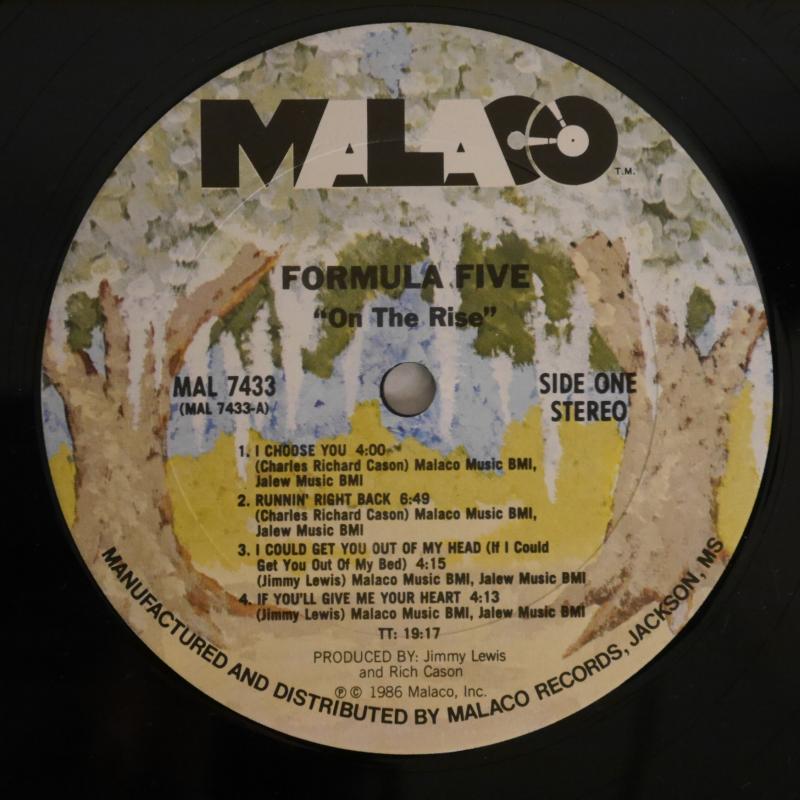 MALACO T.M.
FORMULA FIVE
"On The Rise"
MAL 7433
(MAL 7433-A)
SIDE ONE
STEREO
1. I CHOOSE YOU 4:00
(Charles Richard Cason) Malaco Music BMI,
Jalew Music BMI
2. RUNNIN' RIGHT BACK 6:49
(Charles Richard Cason) Malaco Music BMI,
Jalew Music BMI
3. I COULD GET YOU OUT OF MY HEAD (If I Could
Get You Out Of My Bed) 4:15
(Jimmy Lewis) Malaco Music BMI, Jalew Music BMI
4. IF YOU'LL GIVE ME YOUR HEART 4:13
(Jimmy Lewis) Malaco Music BMI, Jalew Music BMI
TT: 19:17
PRODUCED BY: Jimmy Lewis
and Rich Cason
℗ © 1986 Malaco, Inc.
MANUFACTURED AND DISTRIBUTED BY MALACO RECORDS, JACKSON, MS